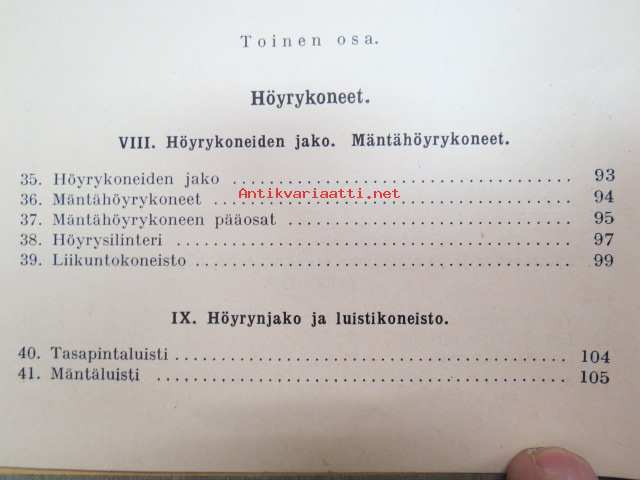 Toinen osa.
Höyrykoneet.
VIII. Höyrykoneiden jako. Mäntähöyrykoneet.
35. Höyrykoneiden jako ........................................ 93
Antikvariaatti.net
36. Mäntähöyrykoneet ........................................ 94
37. Mäntähöyrykoneen pääosat ........................................ 95
38. Höyrysilinteri ........................................ 97
39. Liikuntokoneisto ........................................ 99
IX. Höyrynjako ja luistikoneisto.
40. Tasapintaluisti ........................................ 104
41. Mäntäluisti ........................................ 105